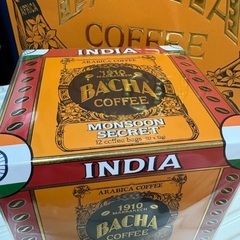 COFFEE
INDIA
ARABICA COFFEE
1910
BACHA
COFFEE
MONSOON
SECRET
12 coffee bags
INDIA
ARABICA COFFEE
1910
BACHA
COFFEE